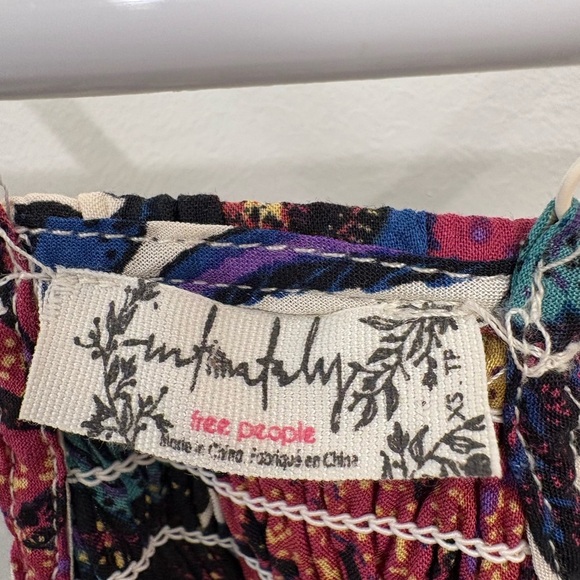 intimately
free people
Made in China Fabriqué en Chine
XS . TP